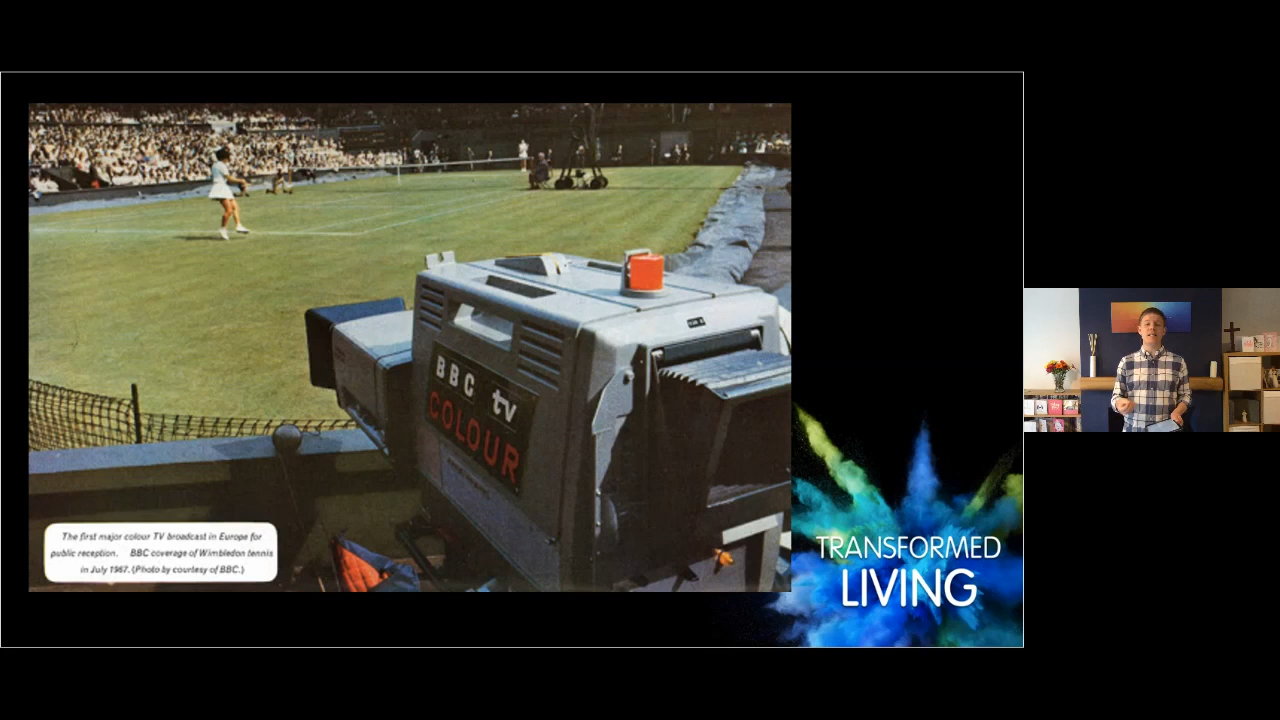 BBC tv
COLOUR
The first major colour TV broadcast in Europe for
public reception. BBC coverage of Wimbledon tennis
in July 1967. (Photo by courtesy of BBC.)
TRANSFORMED
LIVING